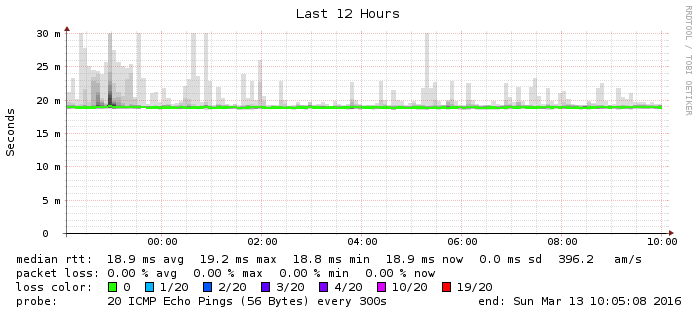 Last 12 Hours
RRDTOOL / TOBI OETIKER
Seconds
30 m
25 m
20 m
15 m
10 m
5 m
0
00:00 02:00 04:00 06:00 08:00 10:00
median rtt: 18.9 ms avg 19.2 ms max 18.8 ms min 18.9 ms now 0.0 ms sd 396.2 am/s
packet loss: 0.00 % avg 0.00 % max 0.00 % min 0.00 % now
loss color: 0 1/20 2/20 3/20 4/20 10/20 19/20
probe: 20 ICMP Echo Pings (56 Bytes) every 300s end: Sun Mar 13 10:05:08 2016